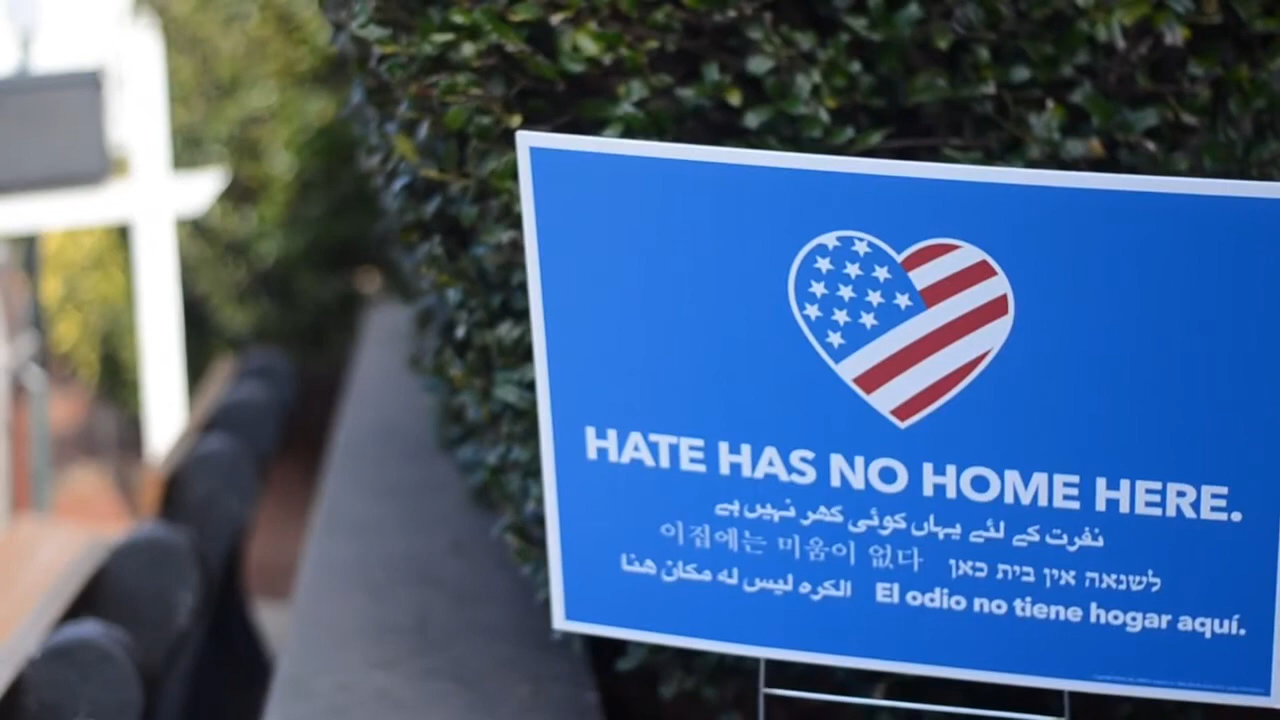 HATE HAS NO HOME HERE.
نفرت کے لئے یہاں کوئی گھر نہیں ہے
이집에는 미움이 없다 לשנאה אין בית כאן
الكره ليس له مكان هنا El odio no tiene hogar aquí.